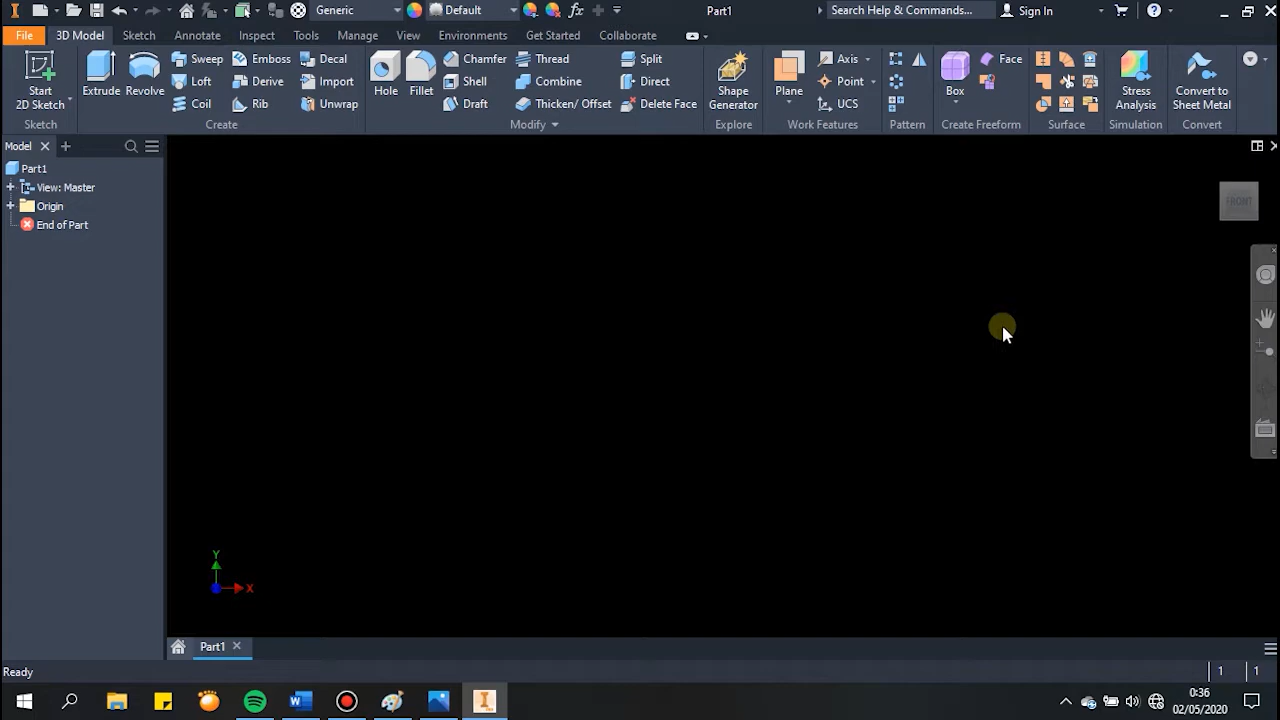 Generic
Default
Part1
Search Help & Commands...
Sign In
File
3D Model
Sketch
Annotate
Inspect
Tools
Manage
View
Environments
Get Started
Collaborate
Start
2D Sketch
Extrude
Revolve
Sweep
Emboss
Decal
Loft
Derive
Import
Coil
Rib
Unwrap
Hole
Fillet
Chamfer
Thread
Split
Shell
Combine
Direct
Draft
Thicken/ Offset
Delete Face
Shape
Generator
Plane
Axis
Point
UCS
Box
Face
Stress
Analysis
Convert to
Sheet Metal
Sketch
Create
Modify
Explore
Work Features
Pattern
Create Freeform
Surface
Simulation
Convert
Model
Part1
View: Master
Origin
End of Part
FRONT
Y
X
Part1
Ready
1
1
0:36
02/05/2020